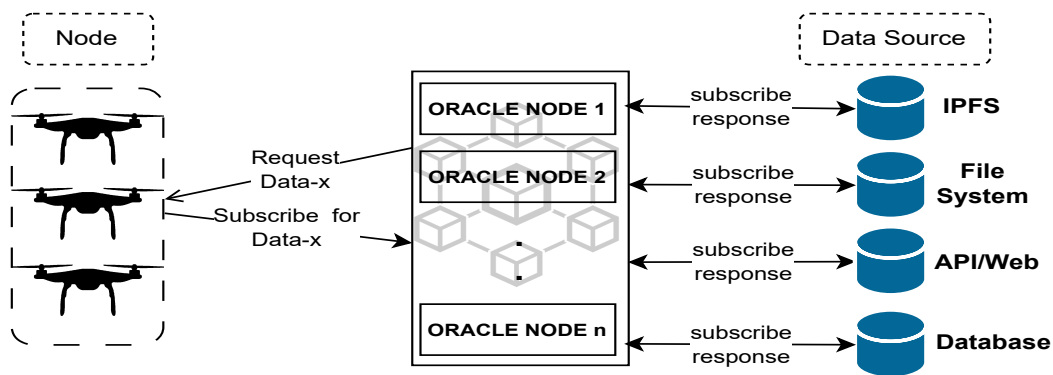 Node
Data Source
ORACLE NODE 1
subscribe
response
IPFS
Request
Data-x
ORACLE NODE 2
subscribe
response
File
System
Subscribe for
Data-x
.
.
subscribe
response
API/Web
ORACLE NODE n
subscribe
response
Database